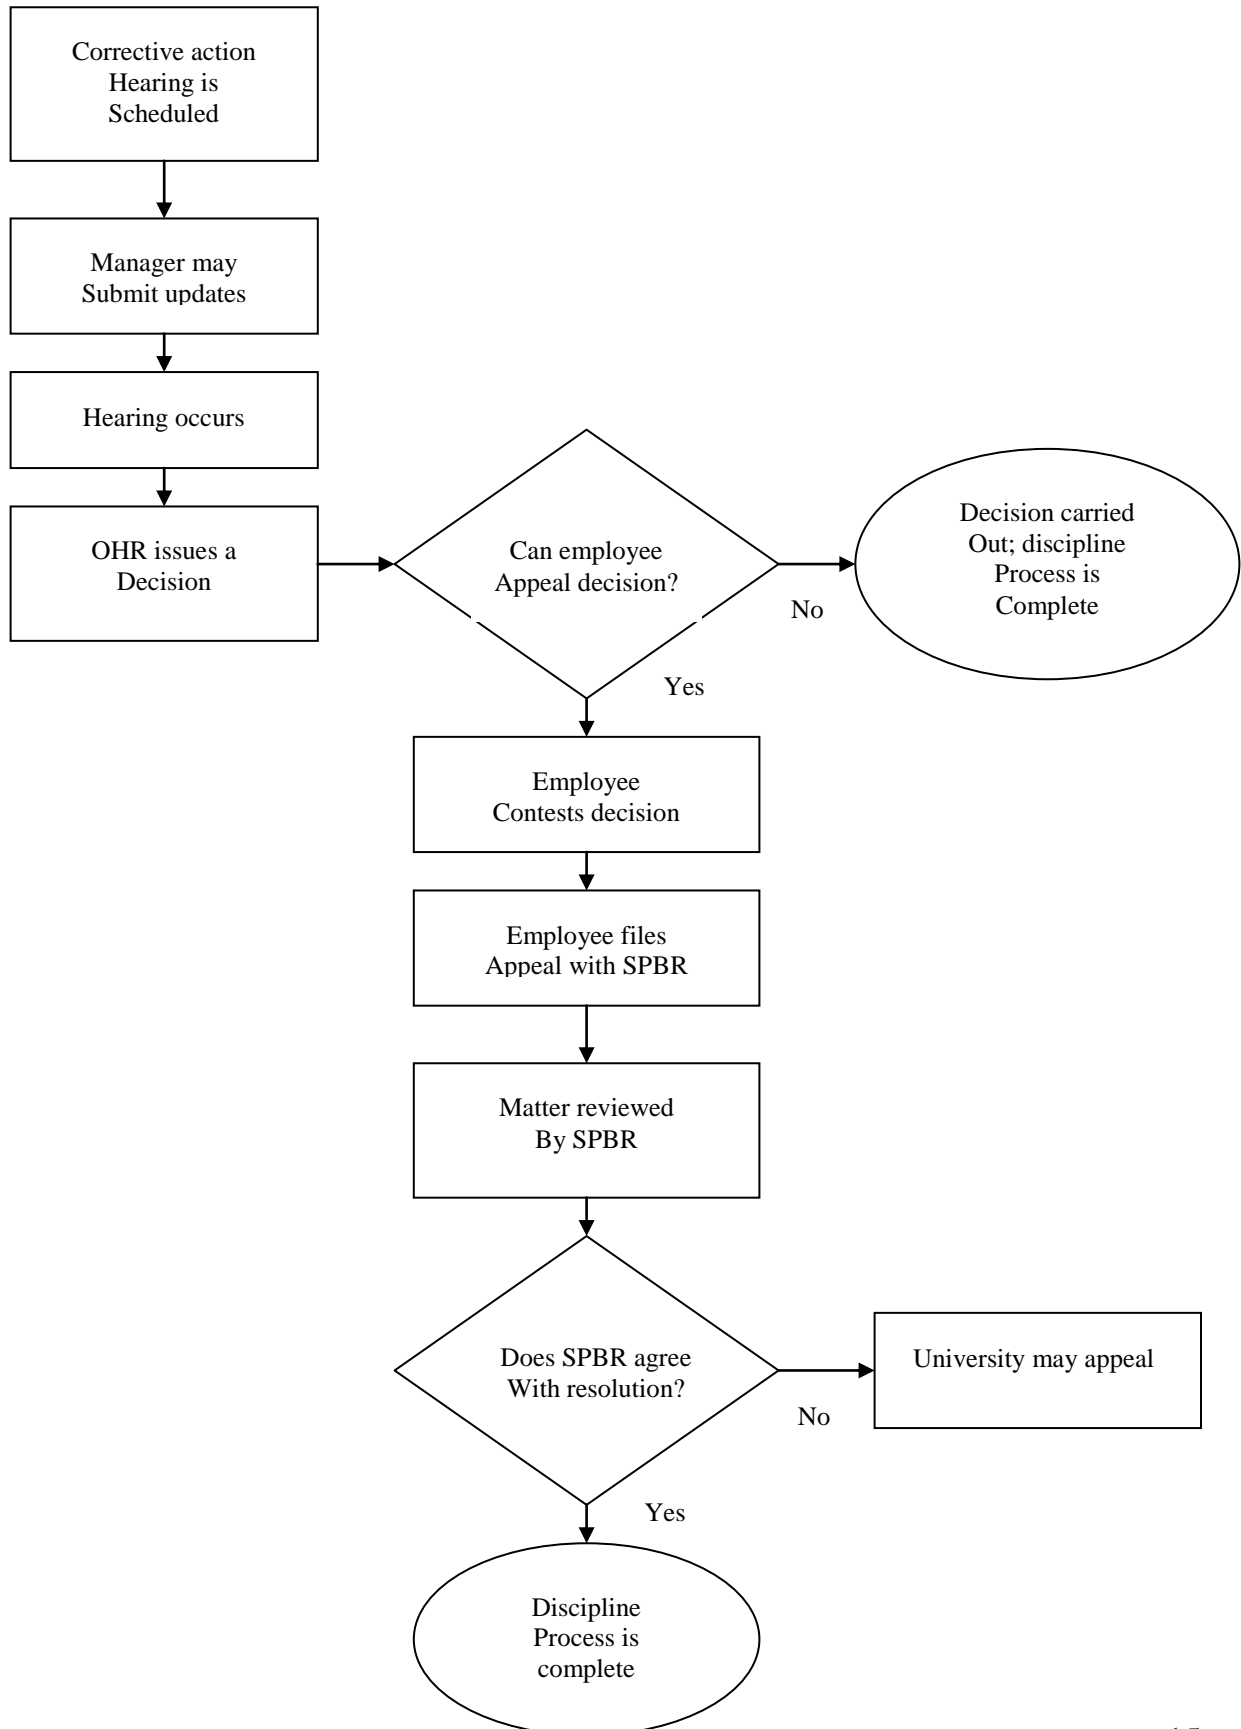 Corrective action
Hearing is
Scheduled
Manager may
Submit updates
Hearing occurs
OHR issues a
Decision
Can employee
Appeal decision?
No
Decision carried
Out; discipline
Process is
Complete
Yes
Employee
Contests decision
Employee files
Appeal with SPBR
Matter reviewed
By SPBR
Does SPBR agree
With resolution?
No
University may appeal
Yes
Discipline
Process is
complete